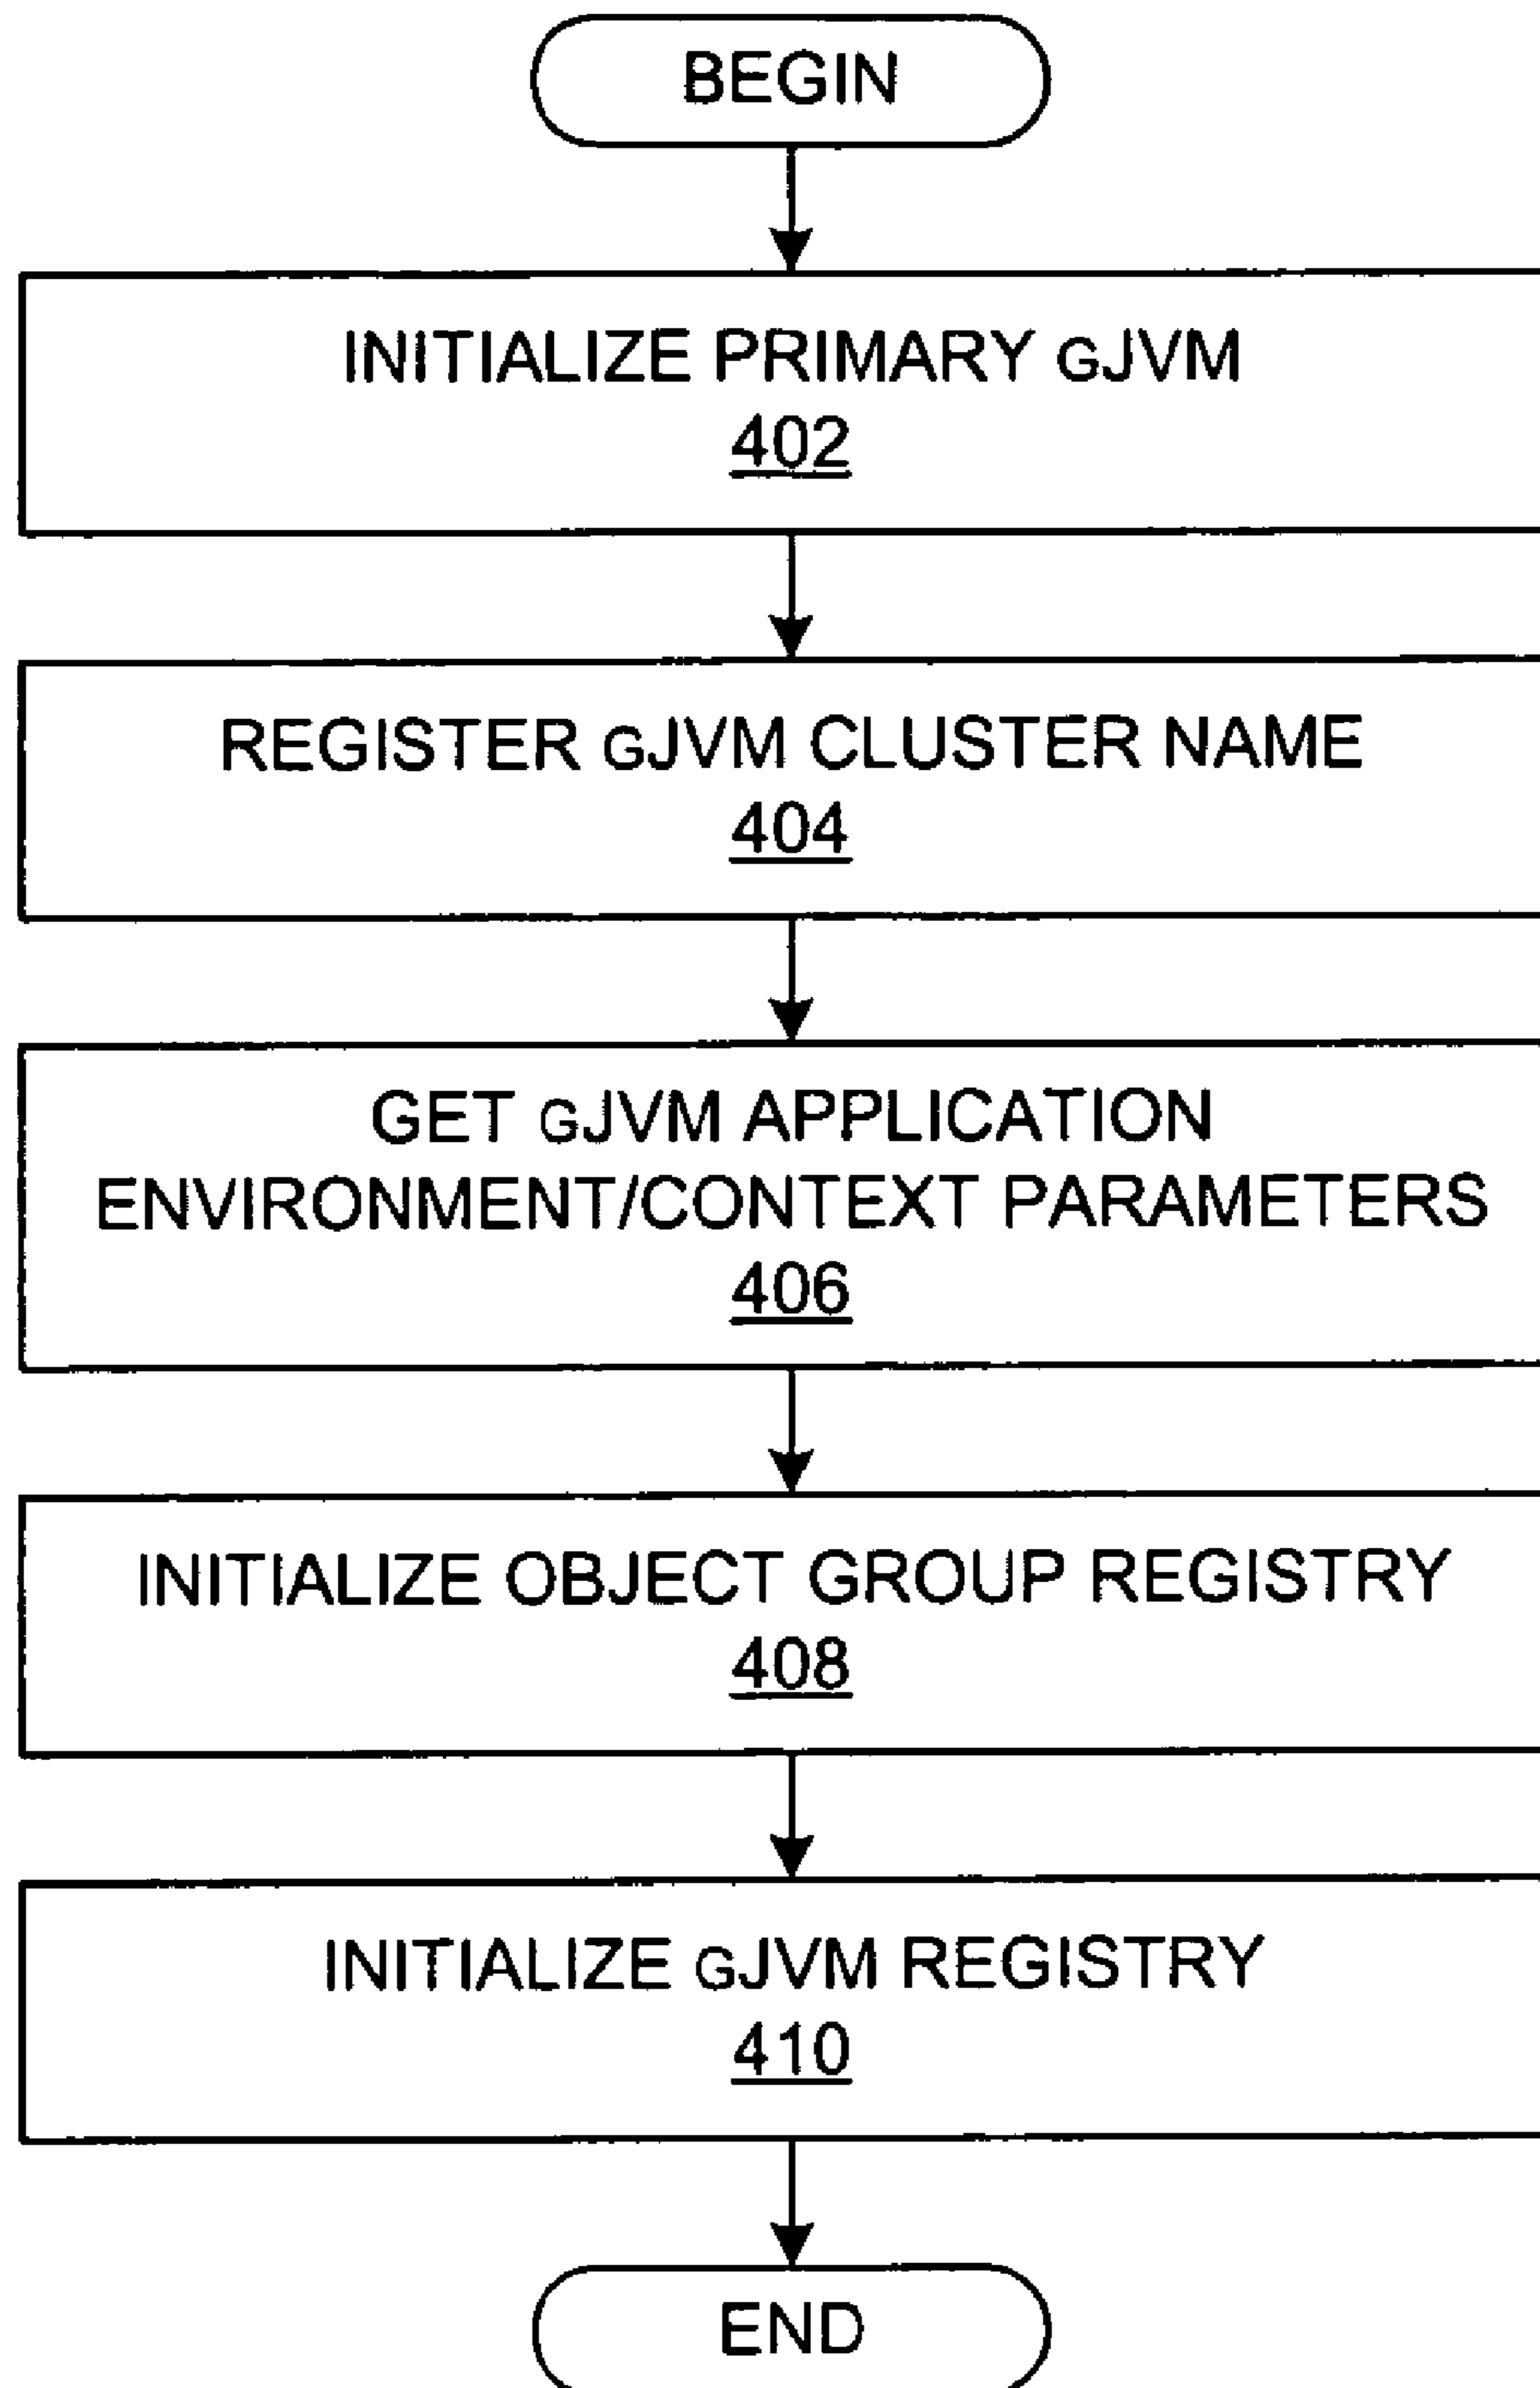 BEGIN
INITIALIZE PRIMARY GJVM
402
REGISTER GJVM CLUSTER NAME
404
GET GJVM APPLICATION
ENVIRONMENT/CONTEXT PARAMETERS
406
INITIALIZE OBJECT GROUP REGISTRY
408
INITIALIZE GJVM REGISTRY
410
END